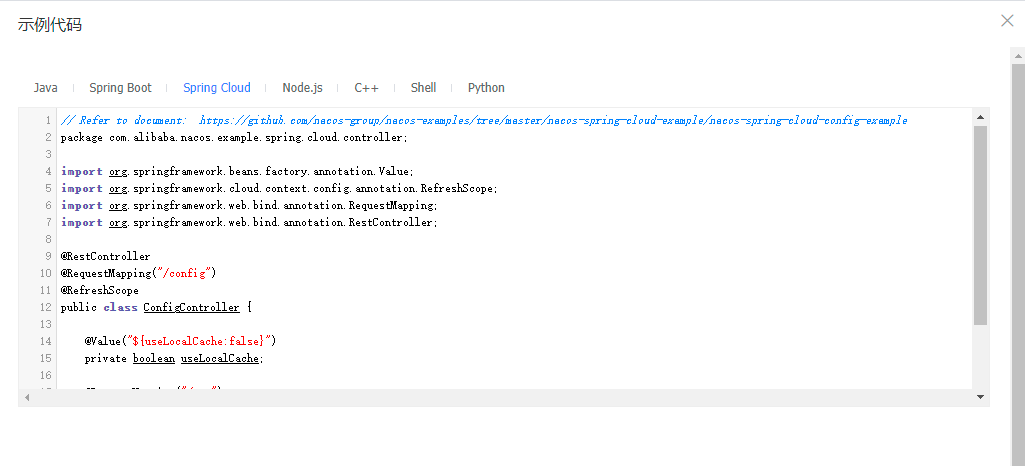 示例代码
Java
Spring Boot
Spring Cloud
Node.js
C++
Shell
Python
1 // Refer to document: https://github.com/nacos-group/nacos-examples/tree/master/nacos-spring-cloud-example/nacos-spring-cloud-config-example
2 package com.alibaba.nacos.example.spring.cloud.controller;
3
4 import org.springframework.beans.factory.annotation.Value;
5 import org.springframework.cloud.context.config.annotation.RefreshScope;
6 import org.springframework.web.bind.annotation.RequestMapping;
7 import org.springframework.web.bind.annotation.RestController;
8
9 @RestController
10 @RequestMapping("/config")
11 @RefreshScope
12 public class ConfigController {
13
14 @Value("${useLocalCache:false}")
15 private boolean useLocalCache;
16